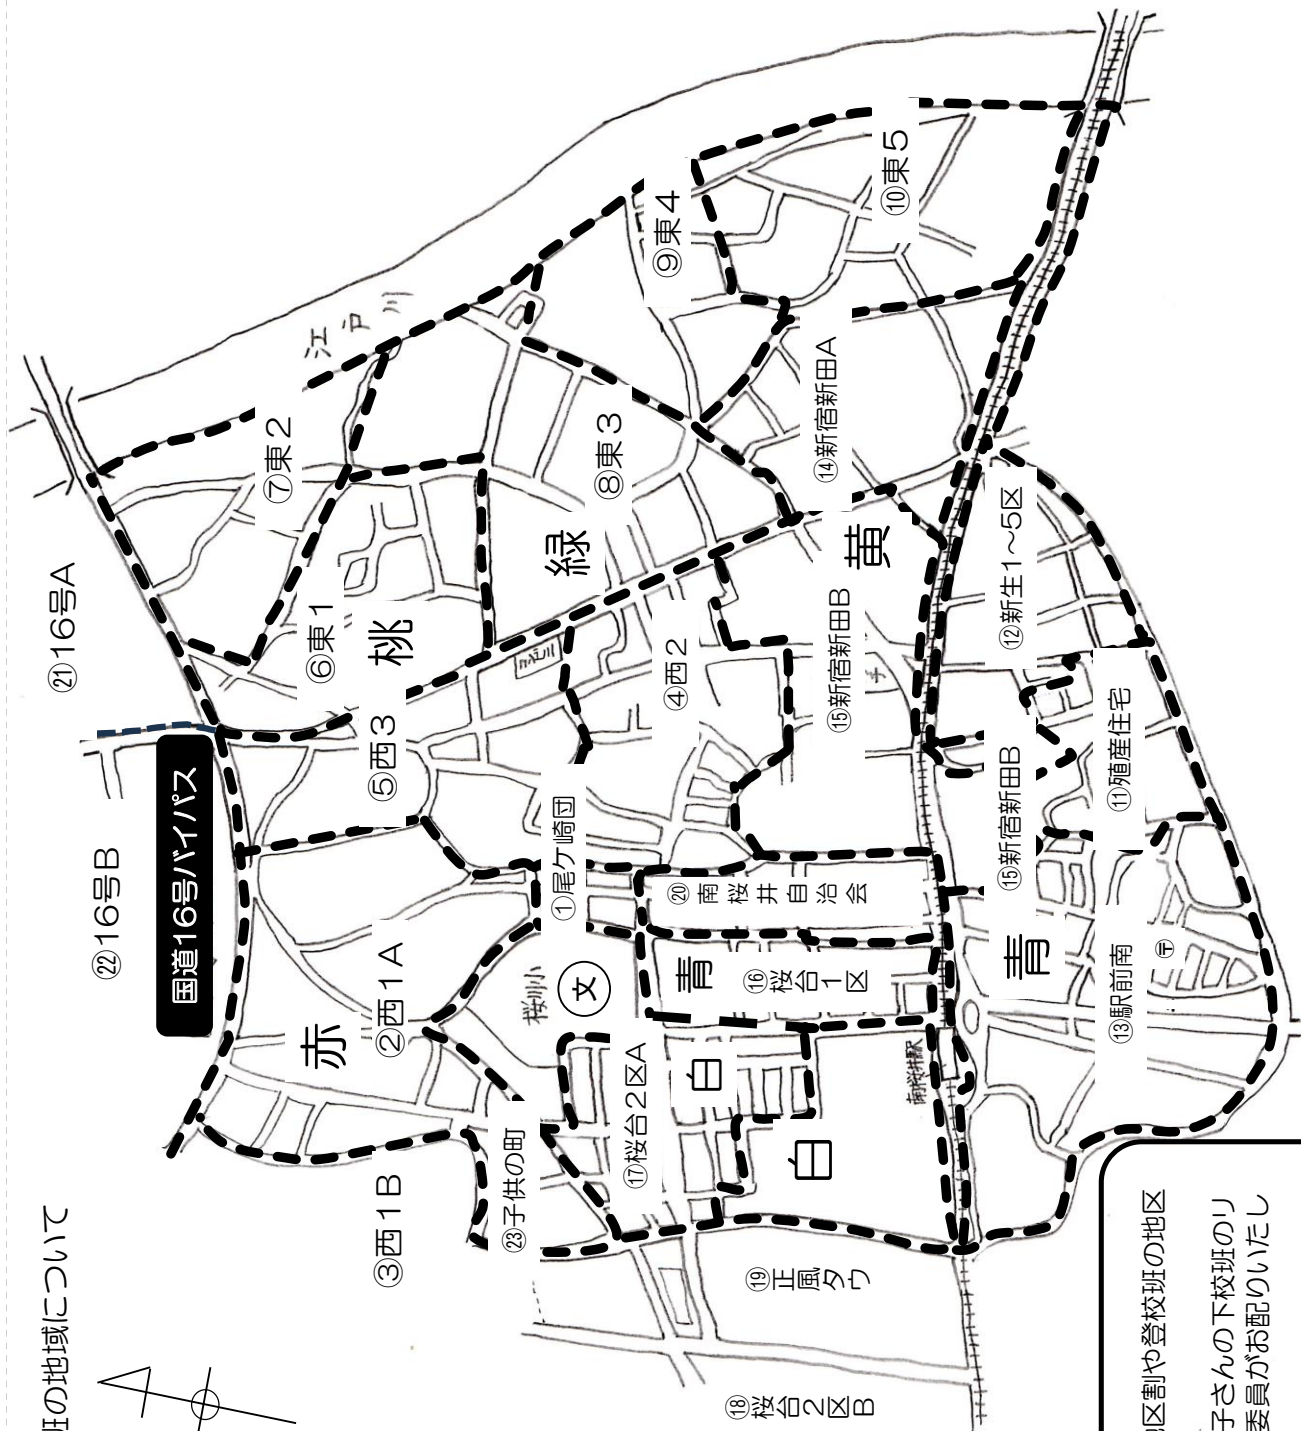 班の地域について
㉑16号A
㉒16号B
国道16号バイパス
江戸川
⑦東2
⑥東1
桃
⑤西3
②西1A
赤
③西1B
⑨東4
⑧東3
緑
④西2
①尾ケ崎団
桜川小
文
㉓子供の町
⑩東5
⑭新宿新田A
黄
⑮新宿新田B
⑳南桜井自治会
青
⑯桜台1区
⑰桜台2区A
白
白
⑲正風タウ
⑱桜台2区B
⑫新生1～5区
⑪殖産住宅
⑮新宿新田B
青
⑬駅前南
〒
南桜井駅
区割や登校班の地区
子さんの下校班のリ
委員がお配りいたし